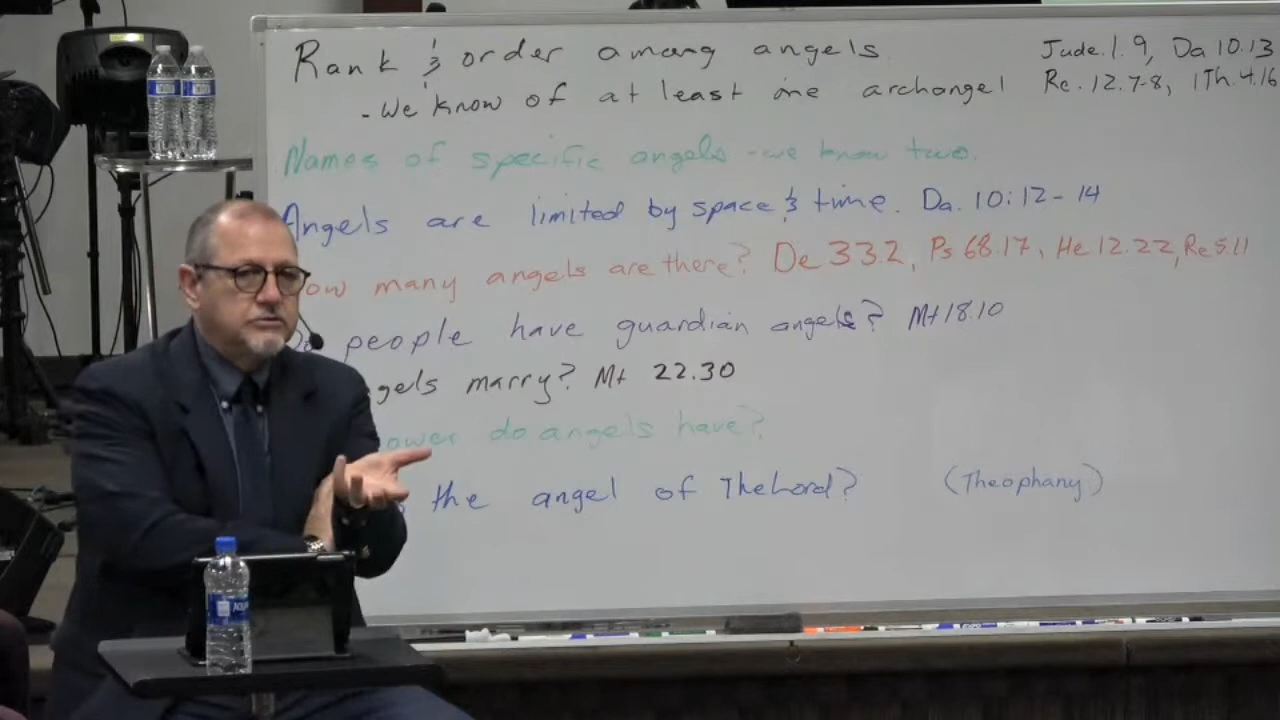 Rank & order among angels. Jude.1.9, Da 10.13
- we know of at least one archangel Re. 12.7-8, 1Th.4.16
Names of specific angels - we know two.
Angels are limited by space & time. Da. 10:12-14
ow many angels are there? De 33.2, Ps 68.17, He 12.22, Re 5.11
people have guardian angels? Mt 18.10
gels marry? Mt 22.30
ower do angels have?
the angel of The Lord? (Theophany)